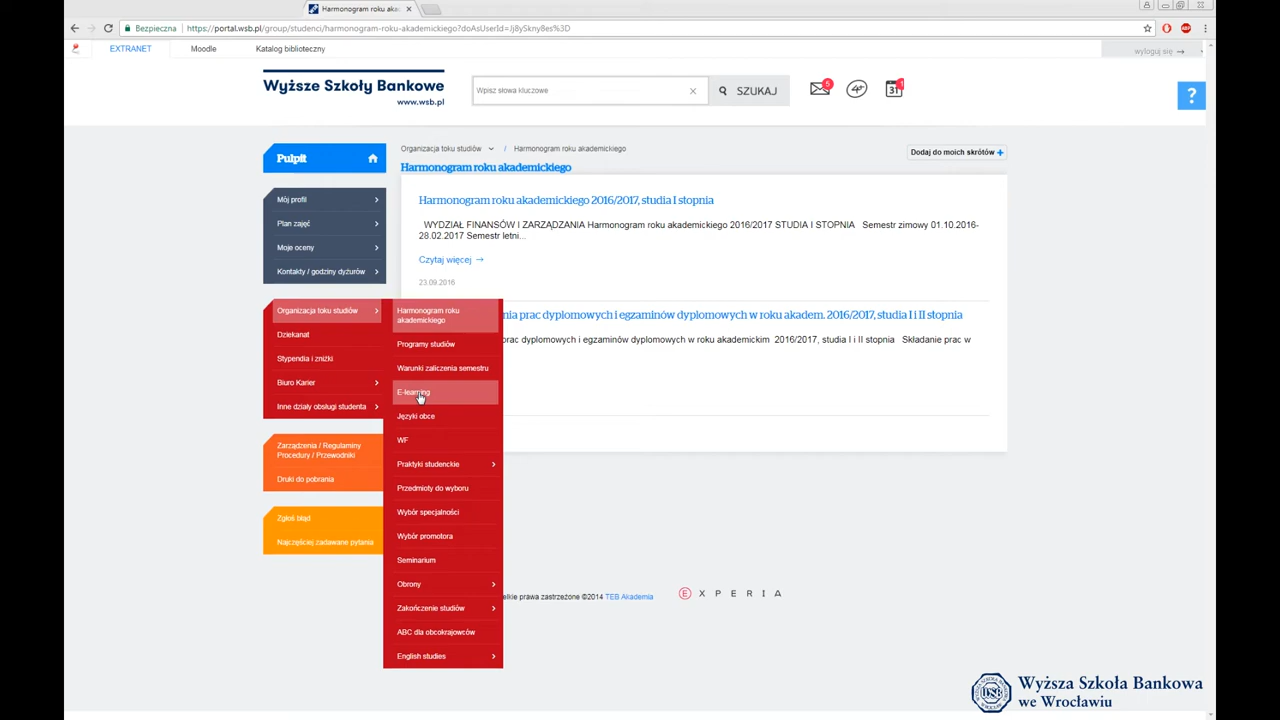 Harmonogram roku aka
Bezpieczna
https://portal.wsb.pl/group/studenci/harmonogram-roku-akademickiego?doAsUserId=/j8ySkny8es%3D
EXTRANET
Moodle
Katalog biblioteczny
wyloguj się →
Wyższe Szkoły Bankowe
www.wsb.pl
Wpisz słowa kluczowe
SZUKAJ
5
31
1
?
Pulpit
Organizacja toku studiów / Harmonogram roku akademickiego
Dodaj do moich skrótów +
Harmonogram roku akademickiego
Mój profil
Plan zajęć
Moje oceny
Kontakty / godziny dyżurów
Harmonogram roku akademickiego 2016/2017, studia I stopnia
WYDZIAŁ FINANSÓW I ZARZĄDZANIA Harmonogram roku akademickiego 2016/2017 STUDIA I STOPNIA Semestr zimowy 01.10.2016-
28.02.2017 Semestr letni...
Czytaj więcej →
23.09.2016
nia prac dyplomowych i egzaminów dyplomowych w roku akadem. 2016/2017, studia I i II stopnia
prac dyplomowych i egzaminów dyplomowych w roku akademickim 2016/2017, studia I i II stopnia Składanie prac w
Organizacja toku studiów
Dziekanat
Stypendia i zniżki
Biuro Karier
Inne działy obsługi studenta
Harmonogram roku
akademickiego
Programy studiów
Warunki zaliczenia semestru
E-learning
Języki obce
WF
Praktyki studenckie
Przedmioty do wyboru
Wybór specjalności
Wybór promotora
Seminarium
Obrony
Zakończenie studiów
ABC dla obcokrajowców
English studies
Zarządzenia / Regulaminy
Procedury / Przewodniki
Druki do pobrania
Zgłoś błąd
Najczęściej zadawane pytania
elkie prawa zastrzeżone ©2014 TEB Akademia
EXPERIA
Wyższa Szkoła Bankowa
we Wrocławiu